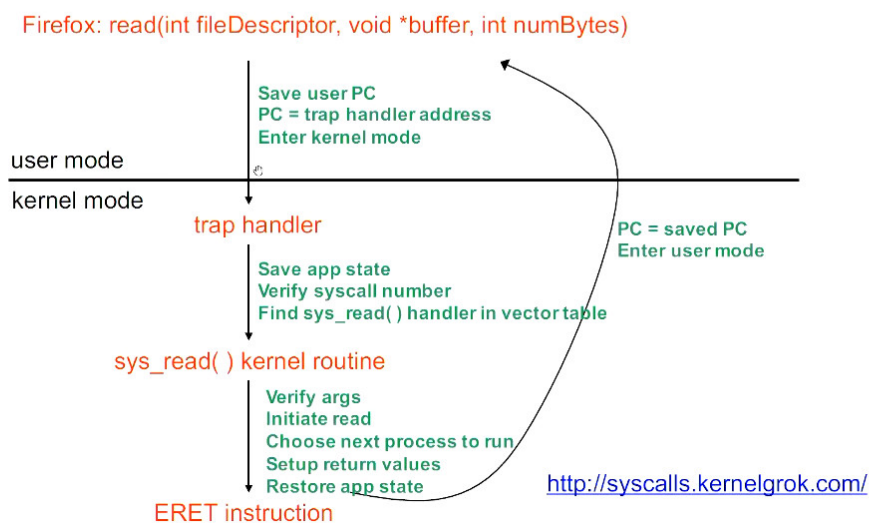 Firefox: read(int fileDescriptor, void *buffer, int numBytes)
Save user PC
PC = trap handler address
Enter kernel mode
user mode
kernel mode
trap handler
PC = saved PC
Enter user mode
Save app state
Verify syscall number
Find sys_read( ) handler in vector table
sys_read( ) kernel routine
Verify args
Initiate read
Choose next process to run
Setup return values
Restore app state
http://syscalls.kernelgrok.com/
ERET instruction